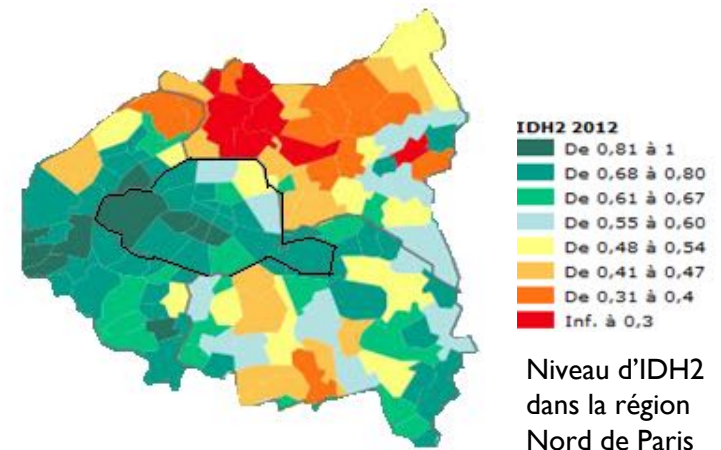 IDH2 2012
De 0,81 à 1
De 0,68 à 0,80
De 0,61 à 0,67
De 0,55 à 0,60
De 0,48 à 0,54
De 0,41 à 0,47
De 0,31 à 0,4
Inf. à 0,3
Niveau d’IDH2
dans la région
Nord de Paris